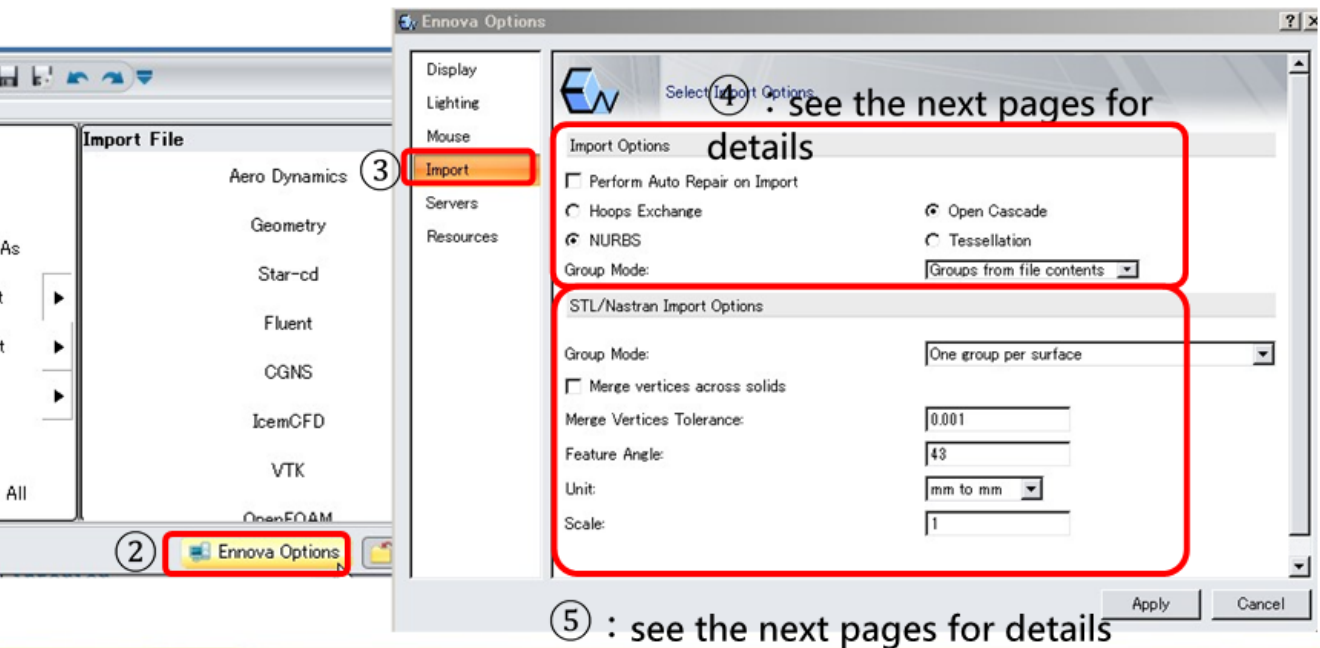 Import File
Aero Dynamics
Geometry
As
Star-cd
t
Fluent
t
CGNS
IcemCFD
VTK
All
OpenFOAM
②
Ennova Options
Ennova Options
Display
Lighting
Mouse
③
Import
Servers
Resources
Select Import Options
④ : see the next pages for
details
Import Options
Perform Auto Repair on Import
Hoops Exchange Open Cascade
NURBS Tessellation
Group Mode: Groups from file contents
STL/Nastran Import Options
Group Mode: One group per surface
Merge vertices across solids
Merge Vertices Tolerance: 0.001
Feature Angle: 43
Unit: mm to mm
Scale: 1
Apply Cancel
⑤ : see the next pages for details